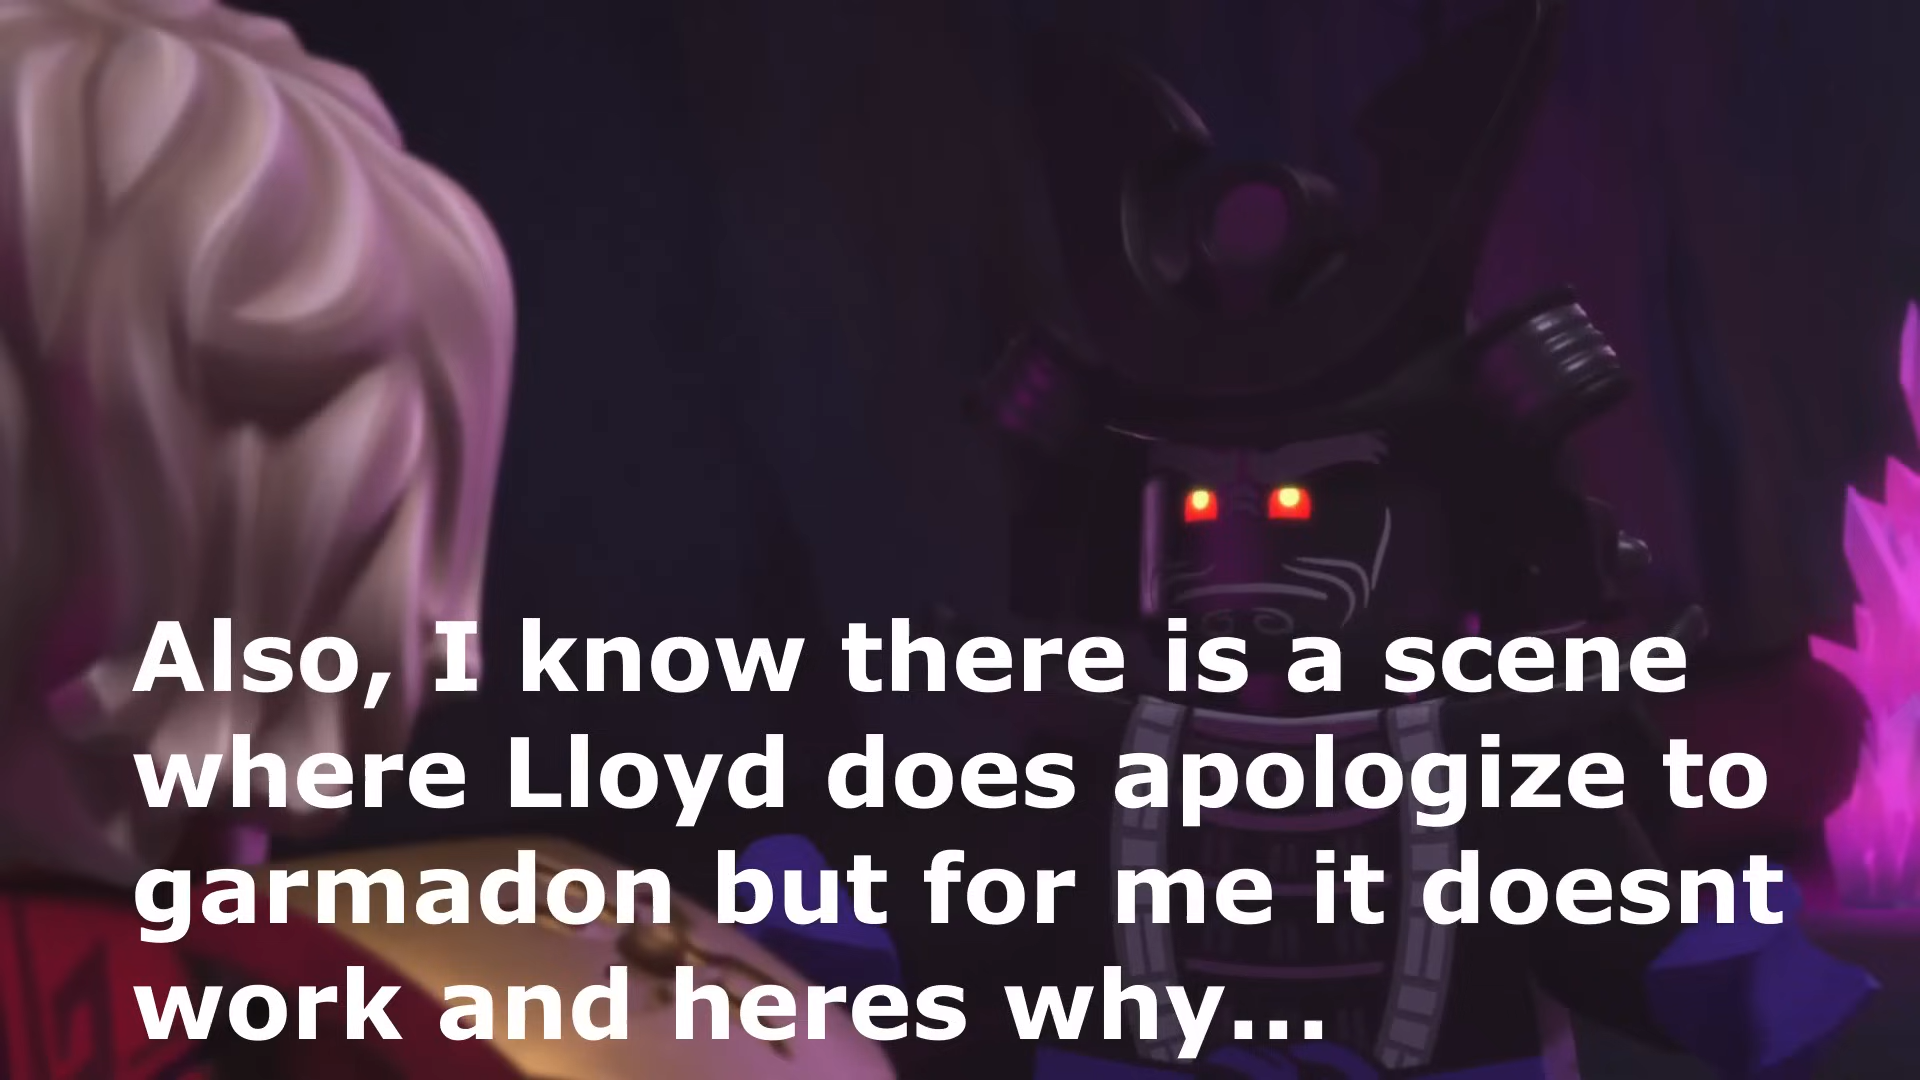 Also, I know there is a scene
where Lloyd does apologize to
garmadon but for me it doesnt
work and heres why...